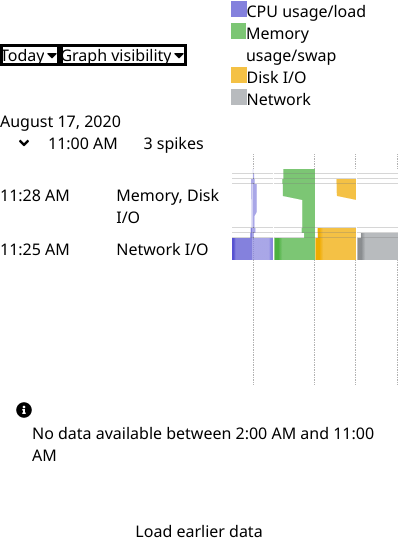 CPU usage/load
Memory
usage/swap
Disk I/O
Network
Today Graph visibility
August 17, 2020
11:00 AM 3 spikes
11:28 AM Memory, Disk
I/O
11:25 AM Network I/O
No data available between 2:00 AM and 11:00
AM
Load earlier data